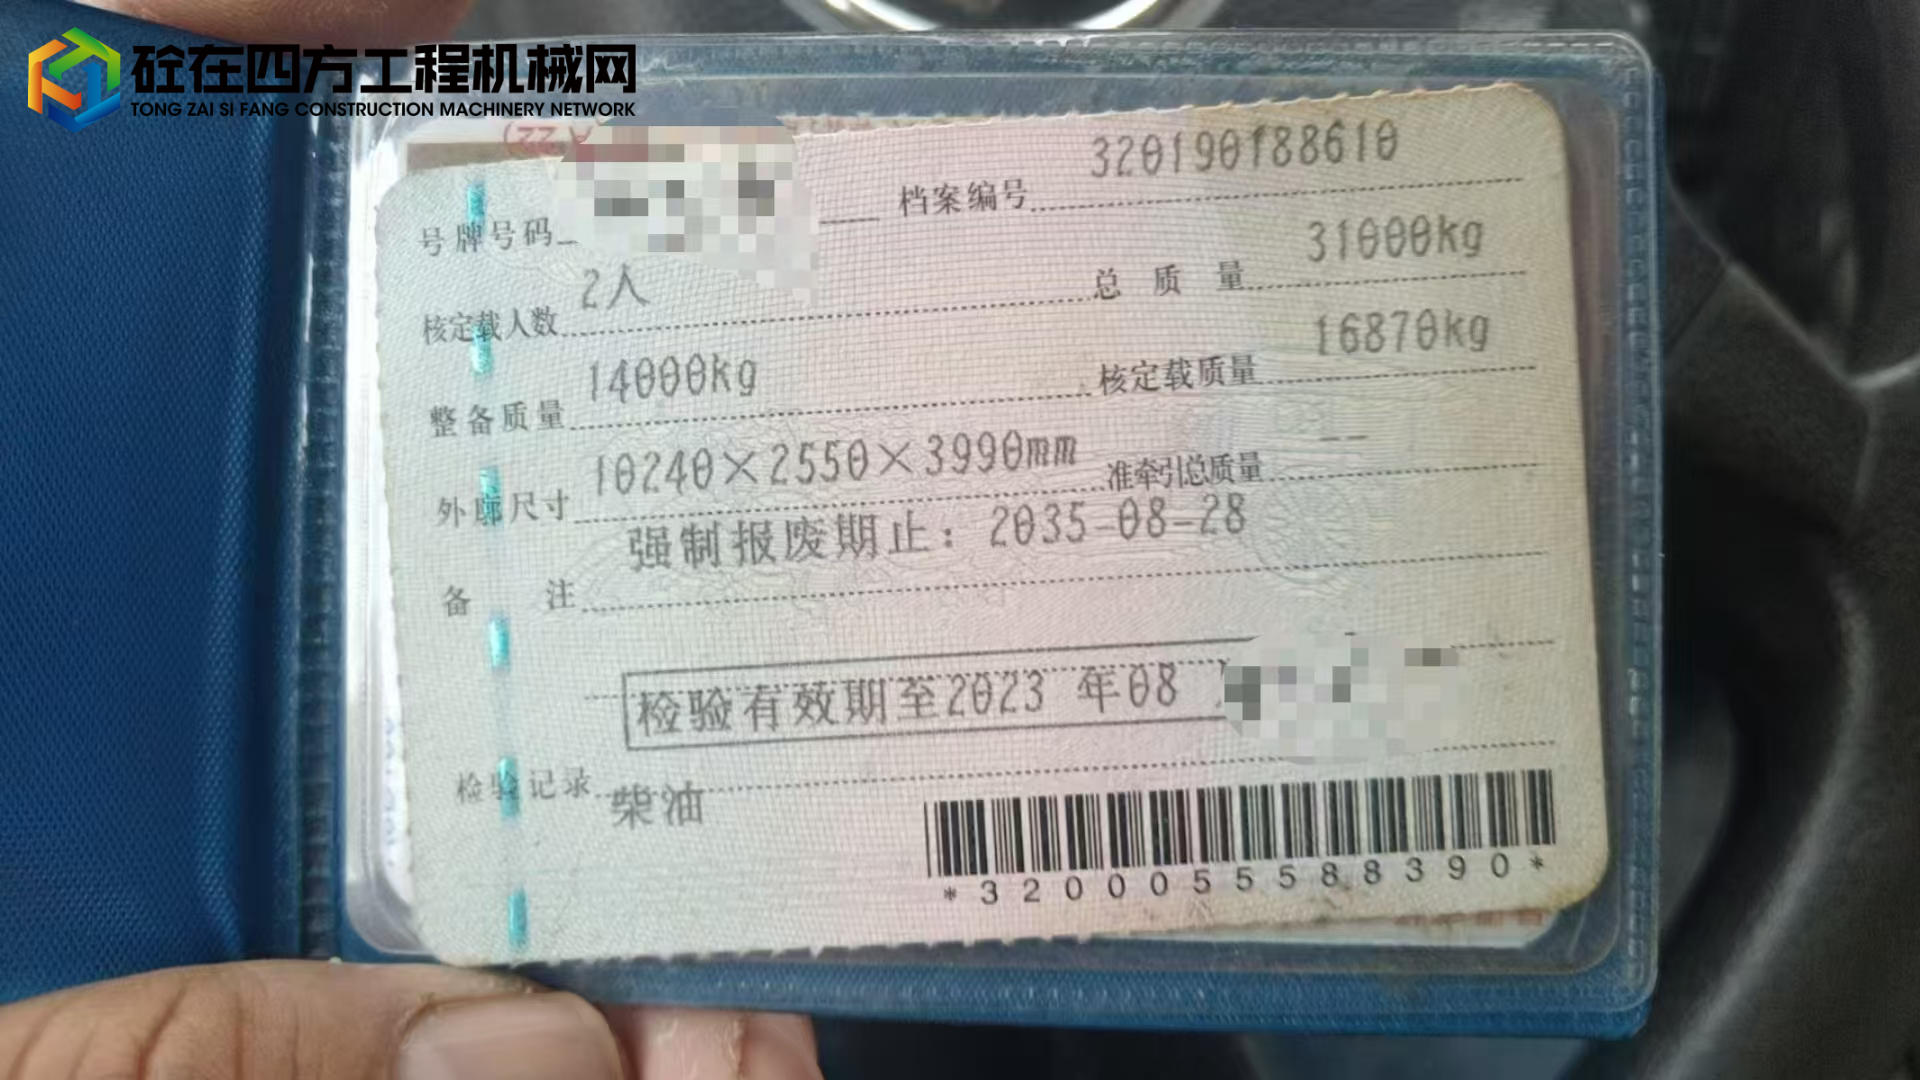 砼在四方工程机械网
TONG ZAI SI FANG CONSTRUCTION MACHINERY NETWORK
号牌号码 档案编号 320190188610
核定载人数 2人 总质量 31000kg
整备质量 14000kg 核定载质量 16870kg
外廓尺寸 10240×2550×3990mm 准牵引总质量 --
备注 强制报废期止：2035-08-28
检验有效期至2023 年08
检验记录 柴油
*3200055588390*